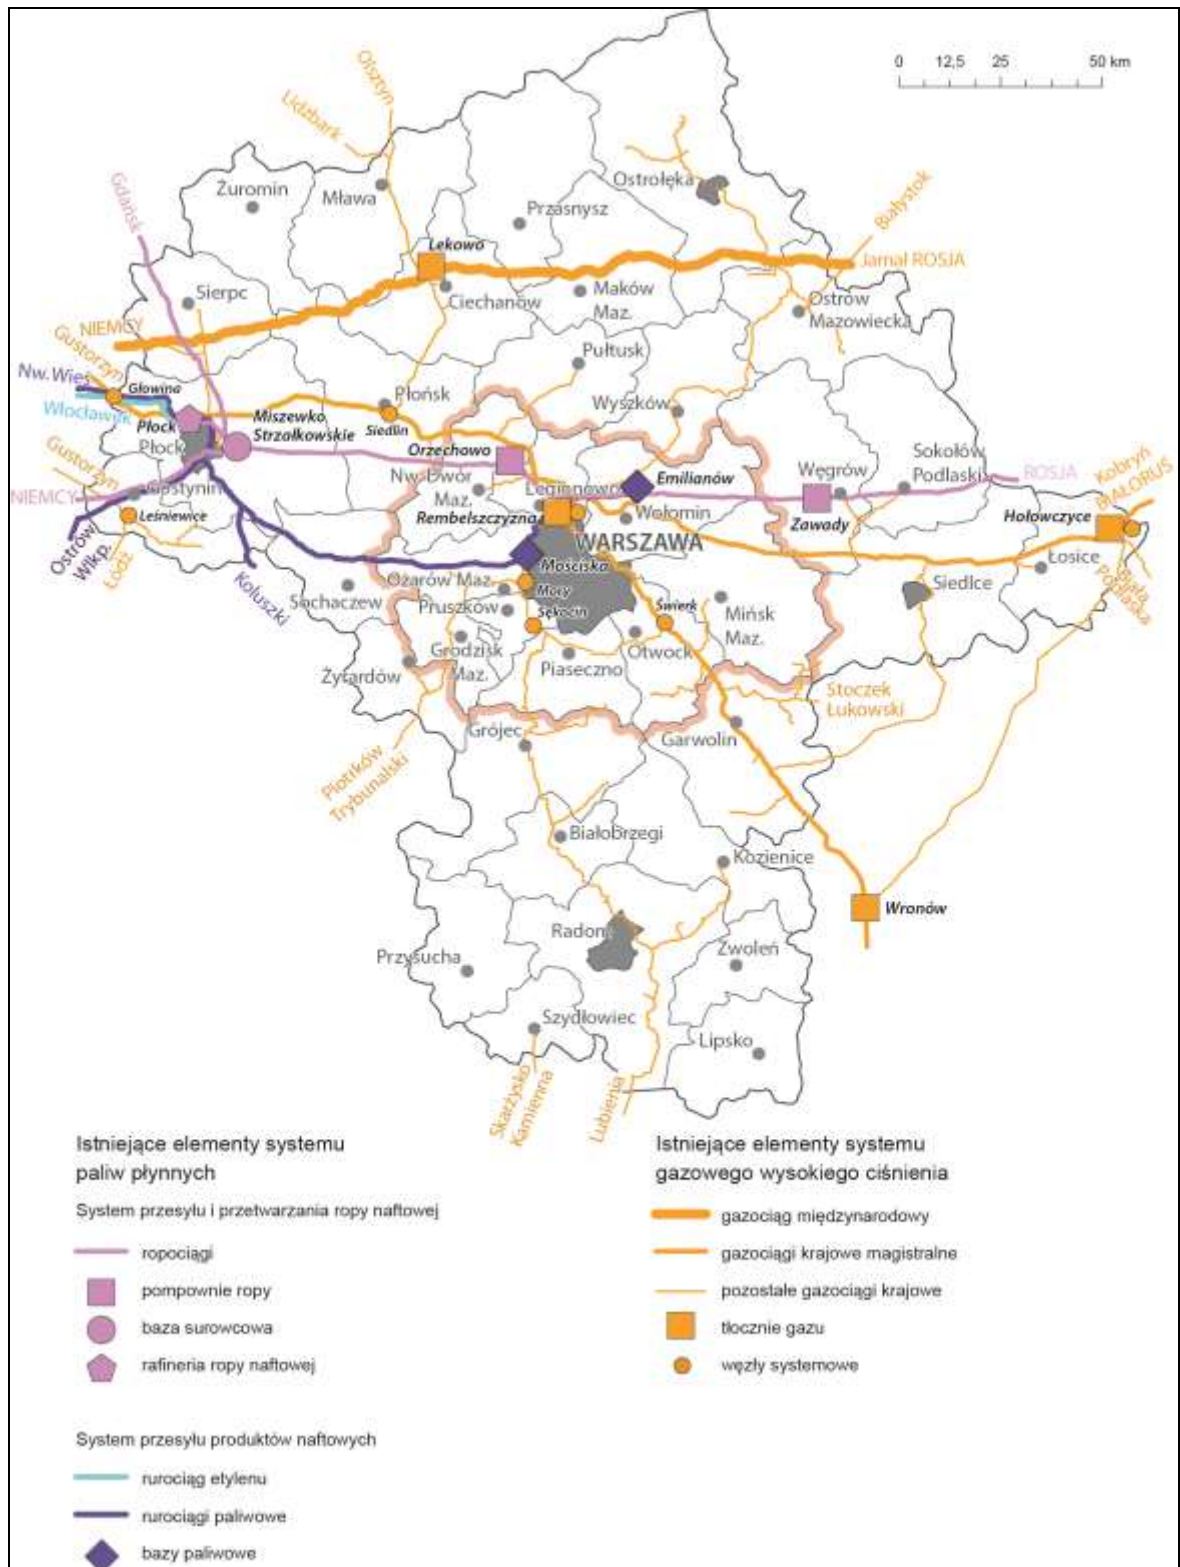 0 12,5 25 50 km
Olsztyn
Lidzbark
Ostrołęka
Białystok
Żuromin
Mława
Gdańsk
Przasnysz
Lekowo
Jamał ROSJA
Sierpc
Ciechanów
Maków
Maz.
Ostrów
Mazowiecka
NIEMCY
Gustorzyn
Pułtusk
Nw. Wieś
Głowina
Włocławek
Płońsk
Wyszków
Płock
Miszewko
Strzałkowskie
Siedlin
Płock
Orzechowo
Sokołów
Podlaski
Gustorzyn
Nw. Dwór
Maz.
Emilianów
Węgrów
Kobryń
BIAŁORUŚ
ROSJA
NIEMCY
Gostynin
Legionowo
Leśniewice
Rembelszczyzna
Wołomin
Zawady
Hołowczyce
Ostrów
Wlkp.
Łódź
WARSZAWA
Łosice
Mościska
Koluszki
Ożarów Maz.
Mory
Siedlce
Biała
Podlaska
Sochaczew
Pruszków
Sękocin
Świerk
Mińsk
Maz.
Grodzisk
Maz.
Otwock
Piaseczno
Żyrardów
Stoczek
Łukowski
Grójec
Garwolin
Piotrków
Trybunalski
Białobrzegi
Kozienice
Wronów
Radom
Zwoleń
Przysucha
Szydłowiec
Lipsko
Skarżysko
Kamienna
Lubienia
Istniejące elementy systemu
paliw płynnych
System przesyłu i przetwarzania ropy naftowej
ropociągi
pompownie ropy
baza surowcowa
rafineria ropy naftowej
System przesyłu produktów naftowych
rurociąg etylenu
rurociągi paliwowe
bazy paliwowe
Istniejące elementy systemu
gazowego wysokiego ciśnienia
gazociąg międzynarodowy
gazociągi krajowe magistralne
pozostałe gazociągi krajowe
tłocznie gazu
węzły systemowe